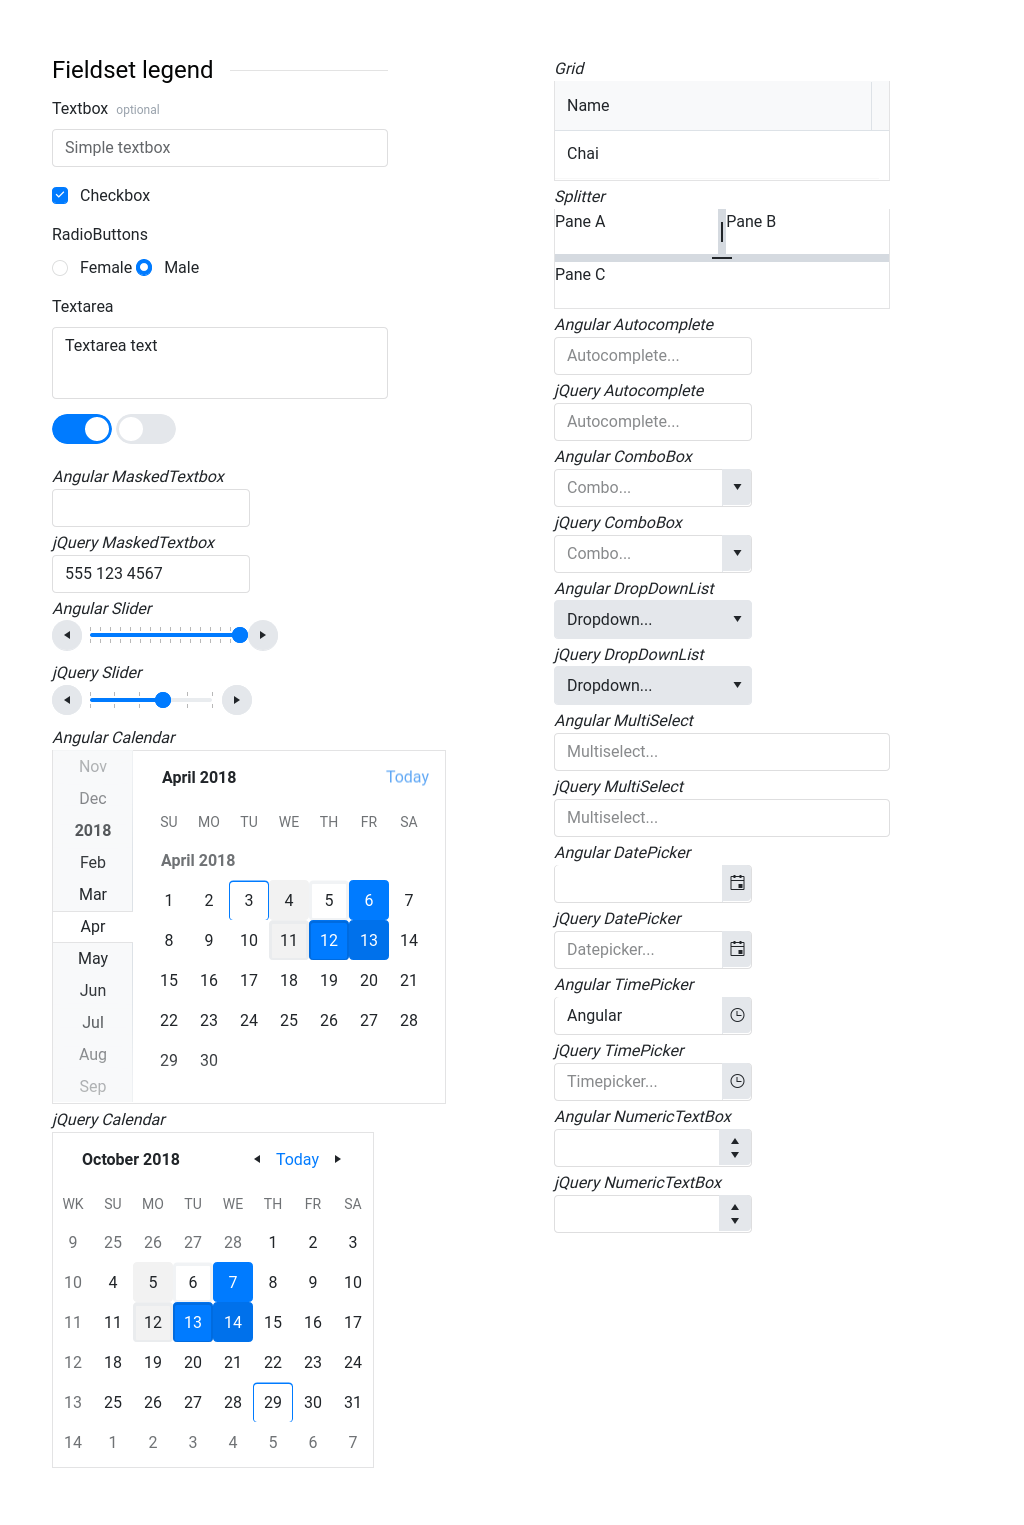 Fieldset legend
Textbox optional
Simple textbox
Checkbox
RadioButtons
Female Male
Textarea
Textarea text
Angular MaskedTextbox
jQuery MaskedTextbox
555 123 4567
Angular Slider
jQuery Slider
Angular Calendar
Nov
Dec
2018
Feb
Mar
Apr
May
Jun
Jul
Aug
Sep
April 2018 Today
SU MO TU WE TH FR SA
April 2018
1 2 3 4 5 6 7
8 9 10 11 12 13 14
15 16 17 18 19 20 21
22 23 24 25 26 27 28
29 30
jQuery Calendar
October 2018 Today
WK SU MO TU WE TH FR SA
9 25 26 27 28 1 2 3
10 4 5 6 7 8 9 10
11 11 12 13 14 15 16 17
12 18 19 20 21 22 23 24
13 25 26 27 28 29 30 31
14 1 2 3 4 5 6 7
Grid
Name
Chai
Splitter
Pane A Pane B
Pane C
Angular Autocomplete
Autocomplete...
jQuery Autocomplete
Autocomplete...
Angular ComboBox
Combo...
jQuery ComboBox
Combo...
Angular DropDownList
Dropdown...
jQuery DropDownList
Dropdown...
Angular MultiSelect
Multiselect...
jQuery MultiSelect
Multiselect...
Angular DatePicker
jQuery DatePicker
Datepicker...
Angular TimePicker
Angular
jQuery TimePicker
Timepicker...
Angular NumericTextBox
jQuery NumericTextBox